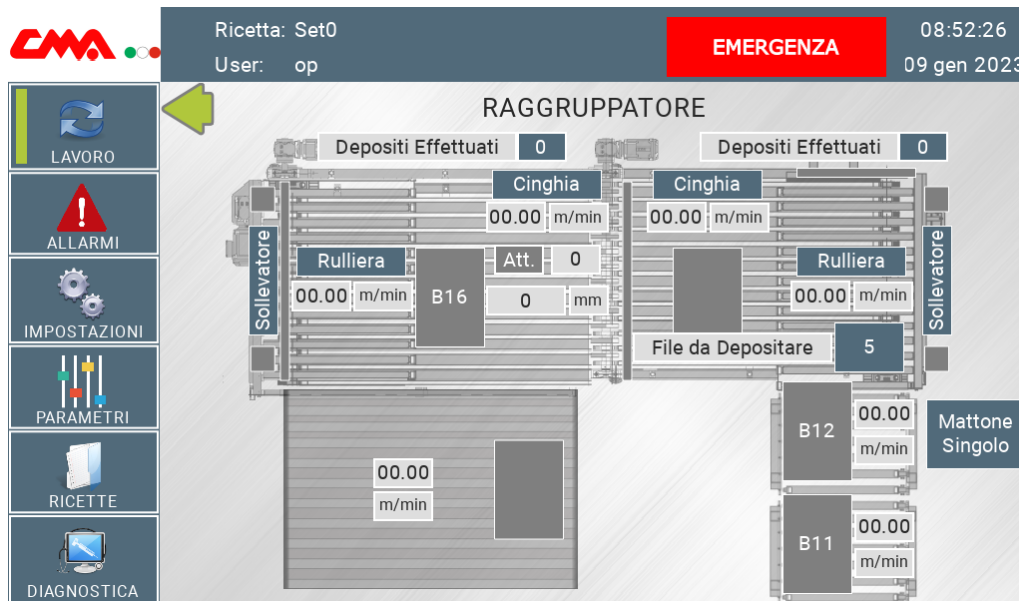 CMA
Ricetta: Set0
User: op
EMERGENZA
08:52:26
09 gen 2023
LAVORO
ALLARMI
IMPOSTAZIONI
PARAMETRI
RICETTE
DIAGNOSTICA
RAGGRUPPATORE
Depositi Effettuati 0
Depositi Effettuati 0
Cinghia
Cinghia
00.00 m/min
00.00 m/min
Sollevatore
Rulliera
B16
Att. 0
Rulliera
Sollevatore
00.00 m/min
0 mm
00.00 m/min
File da Depositare 5
B12
00.00
m/min
Mattone
Singolo
00.00
m/min
B11
00.00
m/min